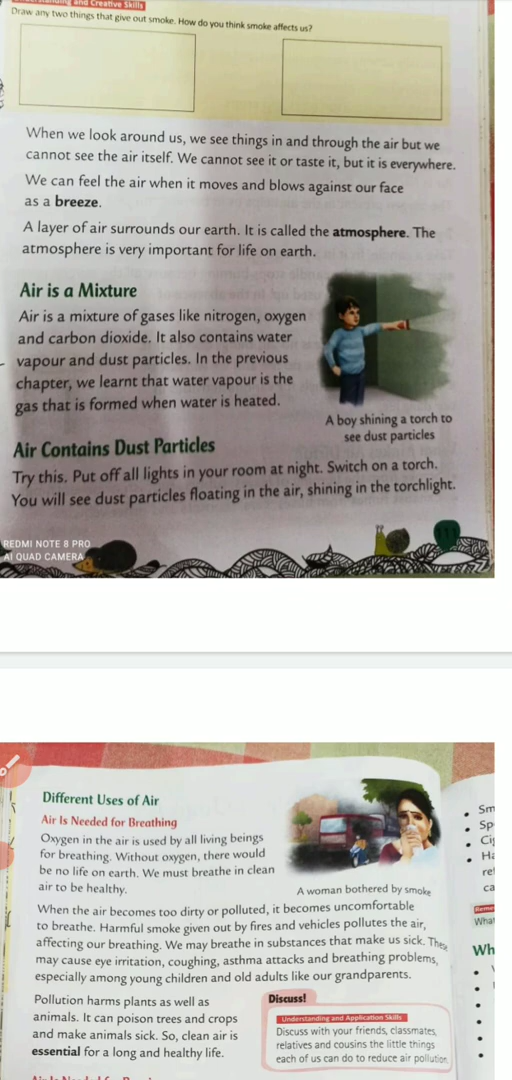 Understanding and Creative Skills
Draw any two things that give out smoke. How do you think smoke affects us?
When we look around us, we see things in and through the air but we
cannot see the air itself. We cannot see it or taste it, but it is everywhere.
We can feel the air when it moves and blows against our face
as a breeze.
A layer of air surrounds our earth. It is called the atmosphere. The
atmosphere is very important for life on earth.
Air is a Mixture
Air is a mixture of gases like nitrogen, oxygen
and carbon dioxide. It also contains water
vapour and dust particles. In the previous
chapter, we learnt that water vapour is the
gas that is formed when water is heated.
A boy shining a torch to
see dust particles
Air Contains Dust Particles
Try this. Put off all lights in your room at night. Switch on a torch.
You will see dust particles floating in the air, shining in the torchlight.
REDMI NOTE 8 PRO
AI QUAD CAMERA
Different Uses of Air
Air Is Needed for Breathing
Oxygen in the air is used by all living beings
for breathing. Without oxygen, there would
be no life on earth. We must breathe in clean
air to be healthy.
A woman bothered by smoke
When the air becomes too dirty or polluted, it becomes uncomfortable
to breathe. Harmful smoke given out by fires and vehicles pollutes the air,
affecting our breathing. We may breathe in substances that make us sick. These
may cause eye irritation, coughing, asthma attacks and breathing problems,
especially among young children and old adults like our grandparents.
Pollution harms plants as well as
animals. It can poison trees and crops
and make animals sick. So, clean air is
essential for a long and healthy life.
Discuss!
Understanding and Application Skills
Discuss with your friends, classmates,
relatives and cousins the little things
each of us can do to reduce air pollution.
• Sm
• Sp
• Ci
• Ha
re
ca
Wha
Wh